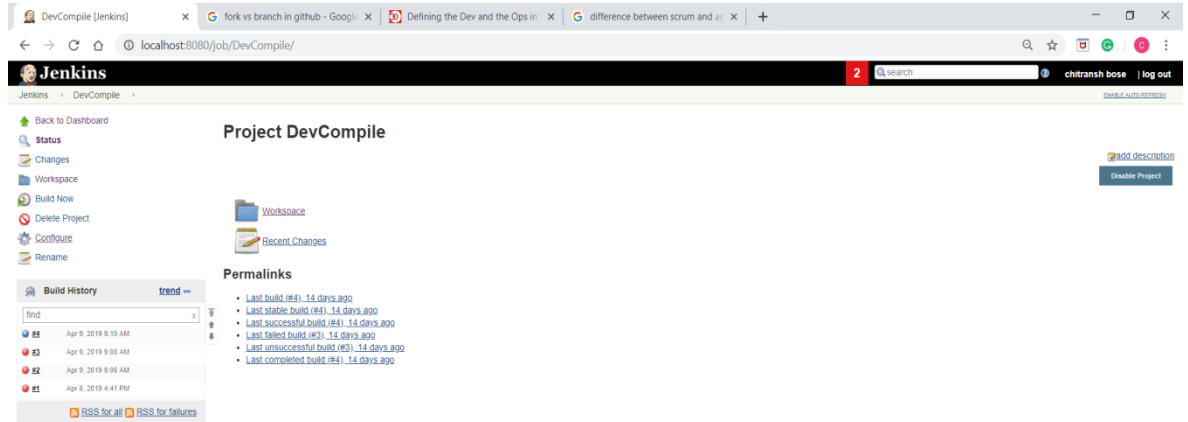 DevCompile [Jenkins]
fork vs branch in github - Google
Defining the Dev and the Ops in
difference between scrum and ag
localhost:8080/job/DevCompile/
C
Jenkins
2
search
chitransh bose | log out
Jenkins DevCompile
ENABLE AUTO REFRESH
Back to Dashboard
Status
Changes
Workspace
Build Now
Delete Project
Configure
Rename
Project DevCompile
add description
Disable Project
Workspace
Recent Changes
Permalinks
Last build (#4), 14 days ago
Last stable build (#4), 14 days ago
Last successful build (#4), 14 days ago
Last failed build (#3), 14 days ago
Last unsuccessful build (#3), 14 days ago
Last completed build (#4), 14 days ago
Build History trend
find x
#4 Apr 9, 2019 9:10 AM
#3 Apr 9, 2019 9:08 AM
#2 Apr 9, 2019 9:06 AM
#1 Apr 8, 2019 4:41 PM
RSS for all RSS for failures